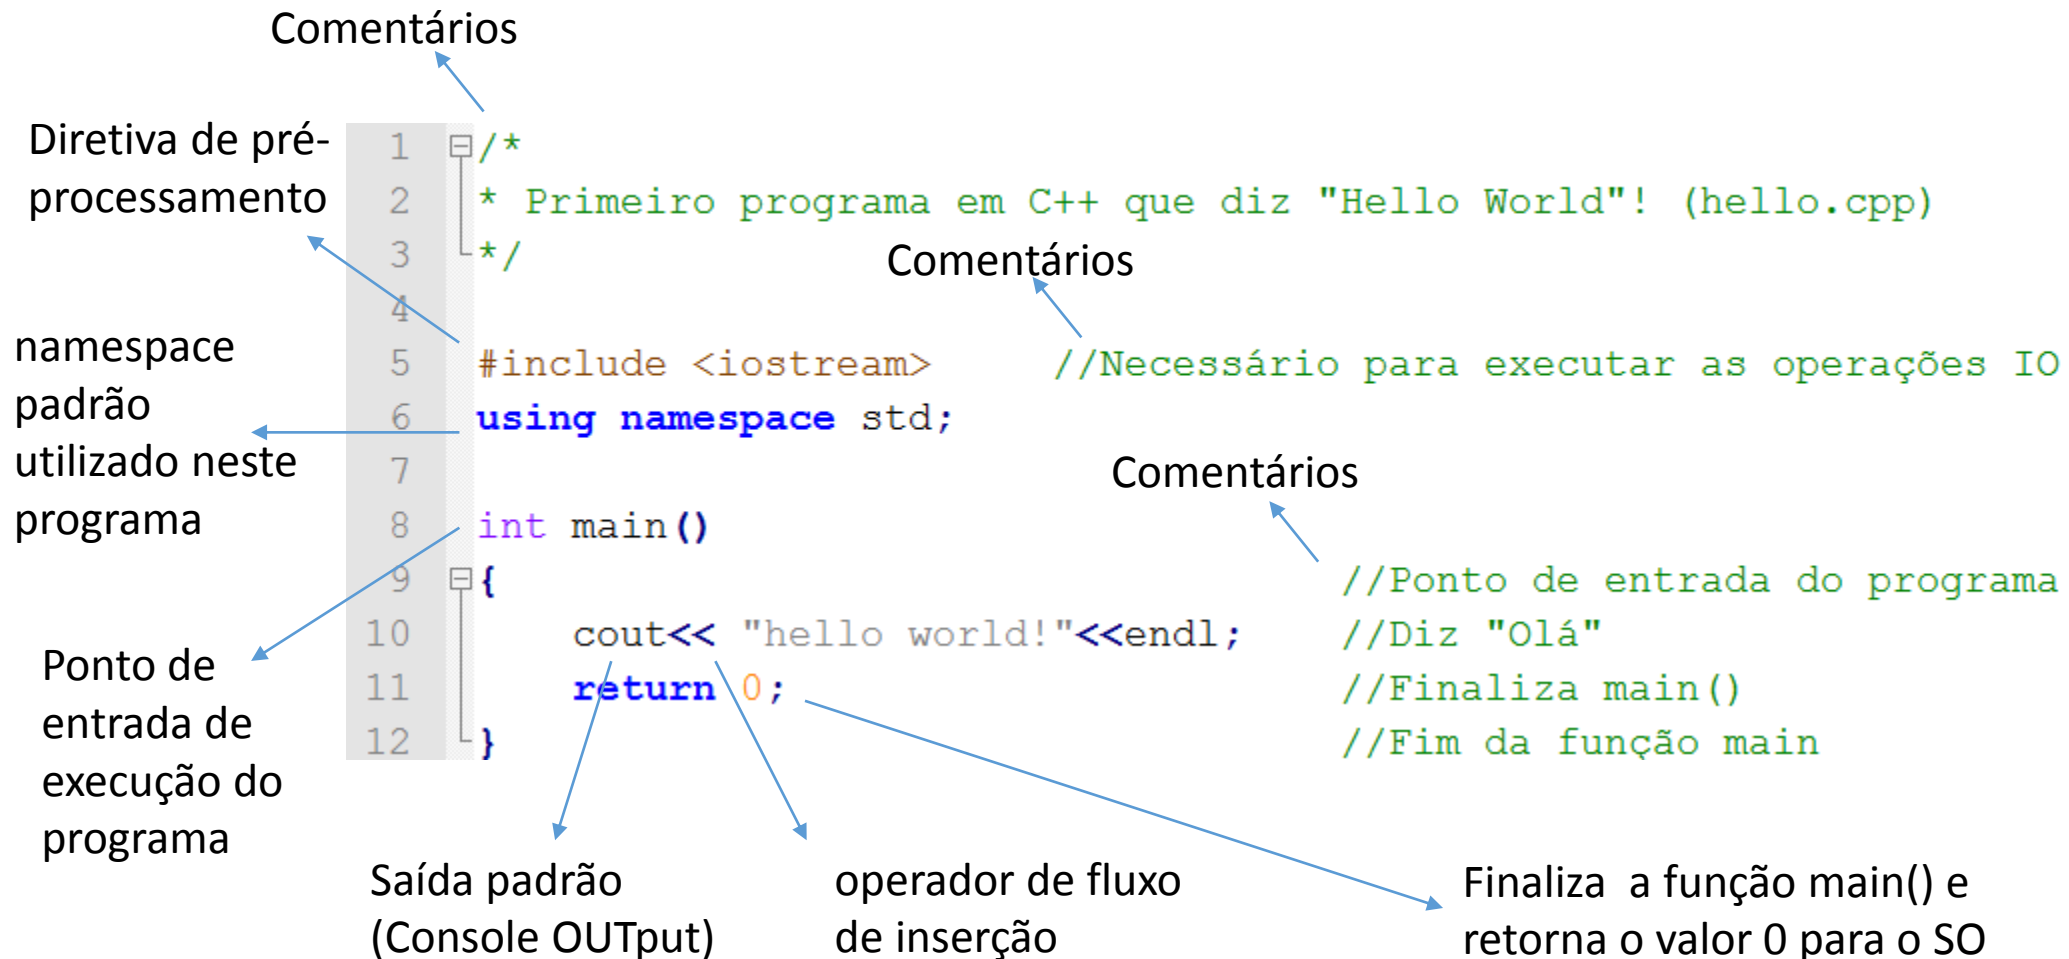 Comentários
Diretiva de pré-
processamento
1 /*
2 * Primeiro programa em C++ que diz "Hello World"! (hello.cpp)
3 */
Comentários
4
namespace
padrão
utilizado neste
programa
5 #include <iostream> //Necessário para executar as operações IO
6 using namespace std;
7
Comentários
8 int main()
9 { //Ponto de entrada do programa
10 cout<< "hello world!"<<endl; //Diz "Olá"
11 return 0; //Finaliza main()
12 } //Fim da função main
Ponto de
entrada de
execução do
programa
Saída padrão
(Console OUTput)
operador de fluxo
de inserção
Finaliza a função main() e
retorna o valor 0 para o SO